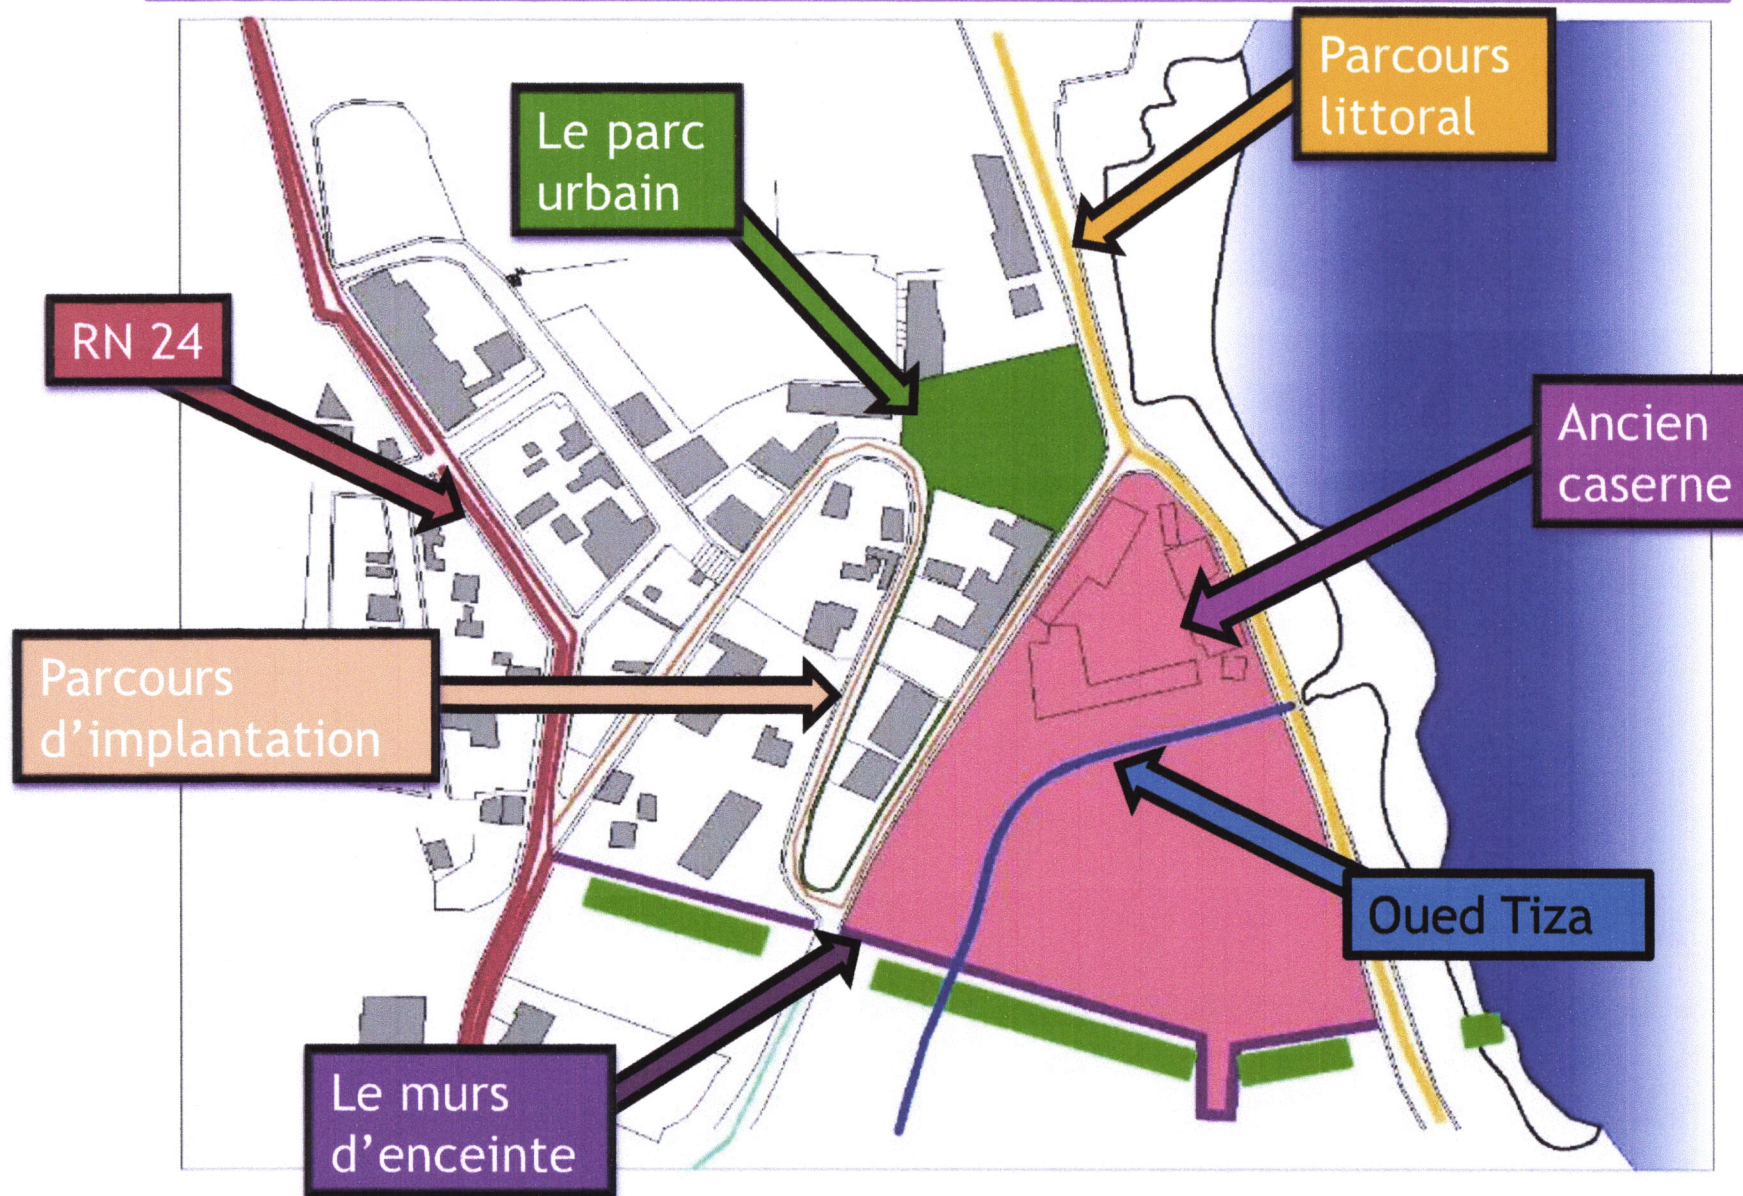 Parcours
littoral
Le parc
urbain
RN 24
Ancien
caserne
Parcours
d’implantation
Oued Tiza
Le murs
d’enceinte